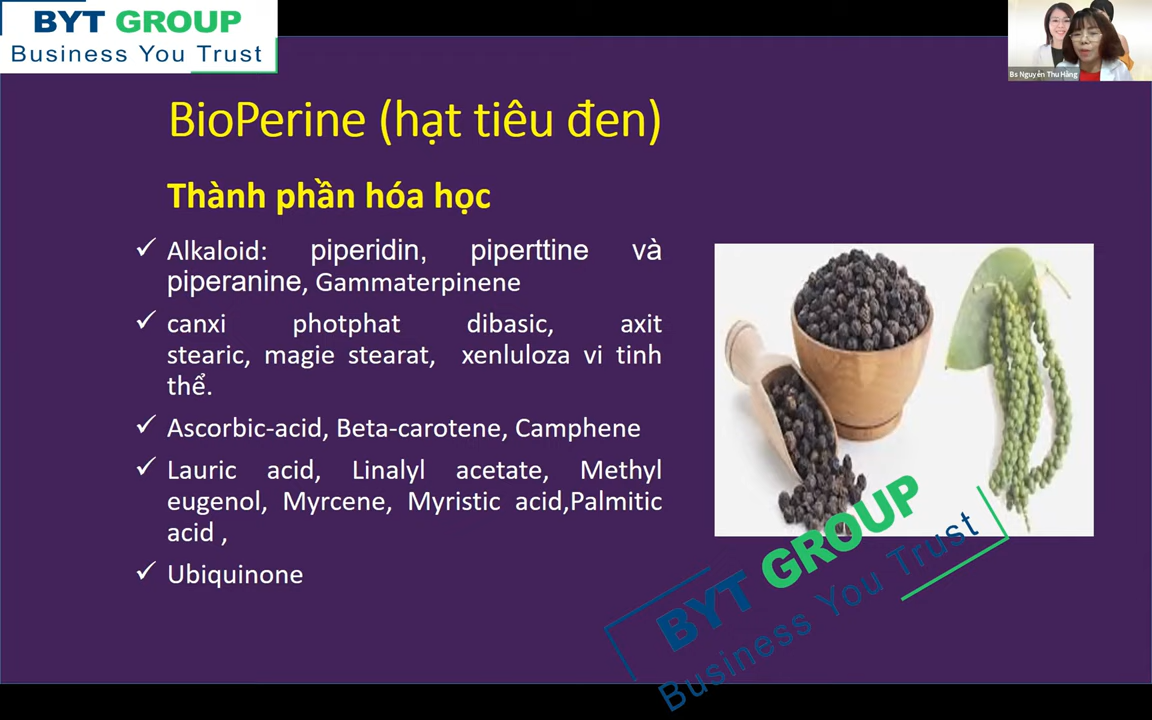 BYT GROUP
Business You Trust
Bs Nguyễn Thu Hằng
BioPerine (hạt tiêu đen)
Thành phần hóa học
✓ Alkaloid: piperidin, piperttine và
piperanine, Gammaterpinene
✓ canxi photphat dibasic, axit
stearic, magie stearat, xenluloza vi tinh
thể.
✓ Ascorbic-acid, Beta-carotene, Camphene
✓ Lauric acid, Linalyl acetate, Methyl
eugenol, Myrcene, Myristic acid,Palmitic
acid ,
✓ Ubiquinone
BYT GROUP
Business You Trust